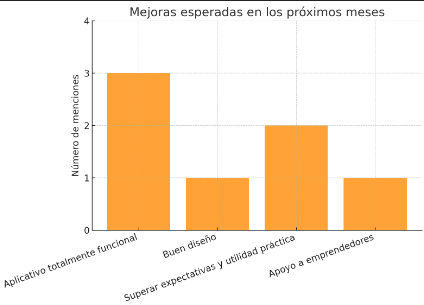 Mejoras esperadas en los próximos meses
Número de menciones
4
3
2
1
0
Aplicativo totalmente funcional
Buen diseño
Superar expectativas y utilidad práctica
Apoyo a emprendedores